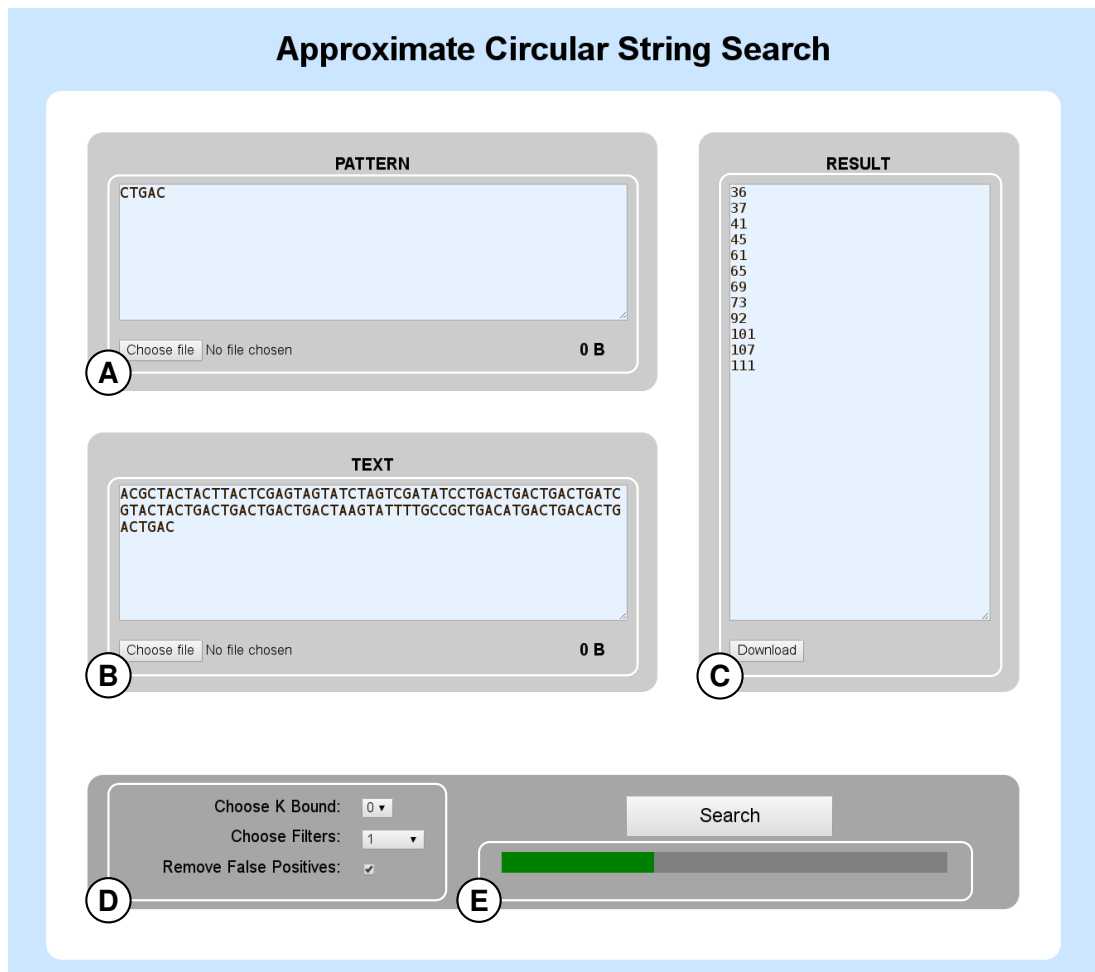 Approximate Circular String Search
PATTERN
CTGAC
Choose file No file chosen 0 B
A
TEXT
ACGCTACTACTTACTCGAGTAGTATCTAGTCGATATCCTGACTGACTGACTGATC
GTACTACTGACTGACTGACTGACTAAGTATTTTGCCGCTGACATGACTGACACTG
ACTGAC
Choose file No file chosen 0 B
B
RESULT
36
37
41
45
61
65
69
73
92
101
107
111
Download
C
Choose K Bound: 0
Choose Filters: 1
Remove False Positives:
D
Search
E